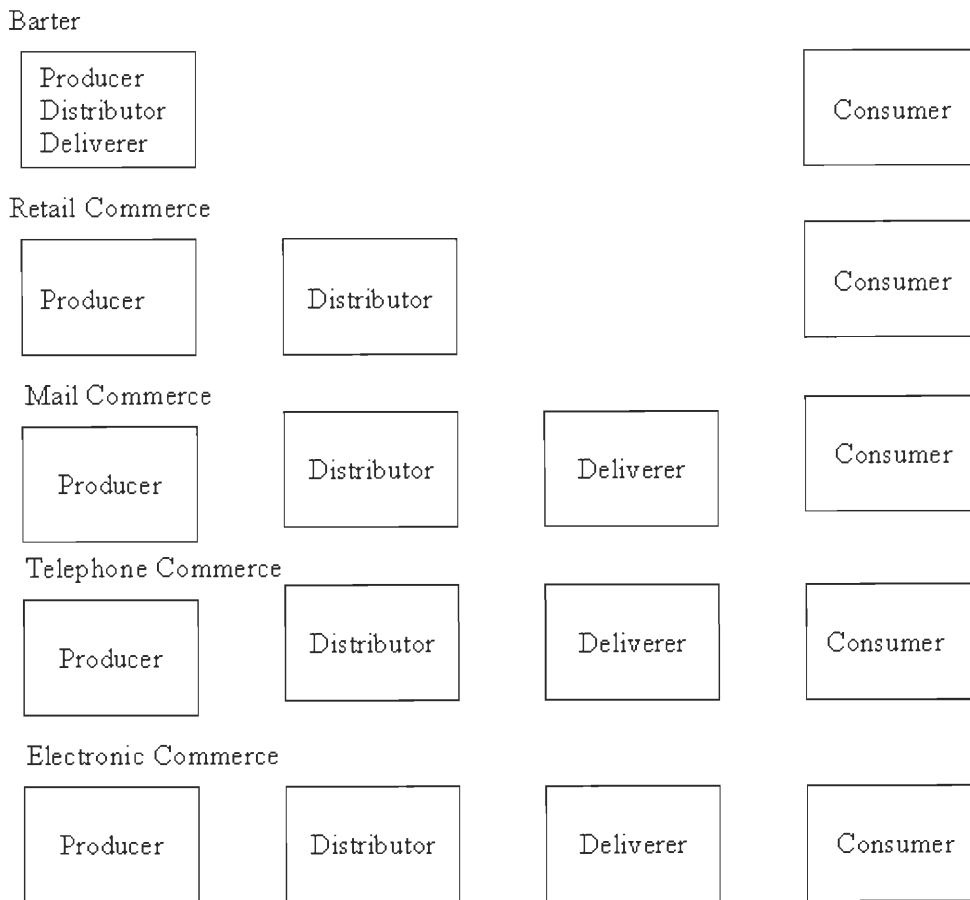 Barter
Producer
Distributor
Deliverer
Consumer
Retail Commerce
Producer
Distributor
Consumer
Mail Commerce
Producer
Distributor
Deliverer
Consumer
Telephone Commerce
Producer
Distributor
Deliverer
Consumer
Electronic Commerce
Producer
Distributor
Deliverer
Consumer